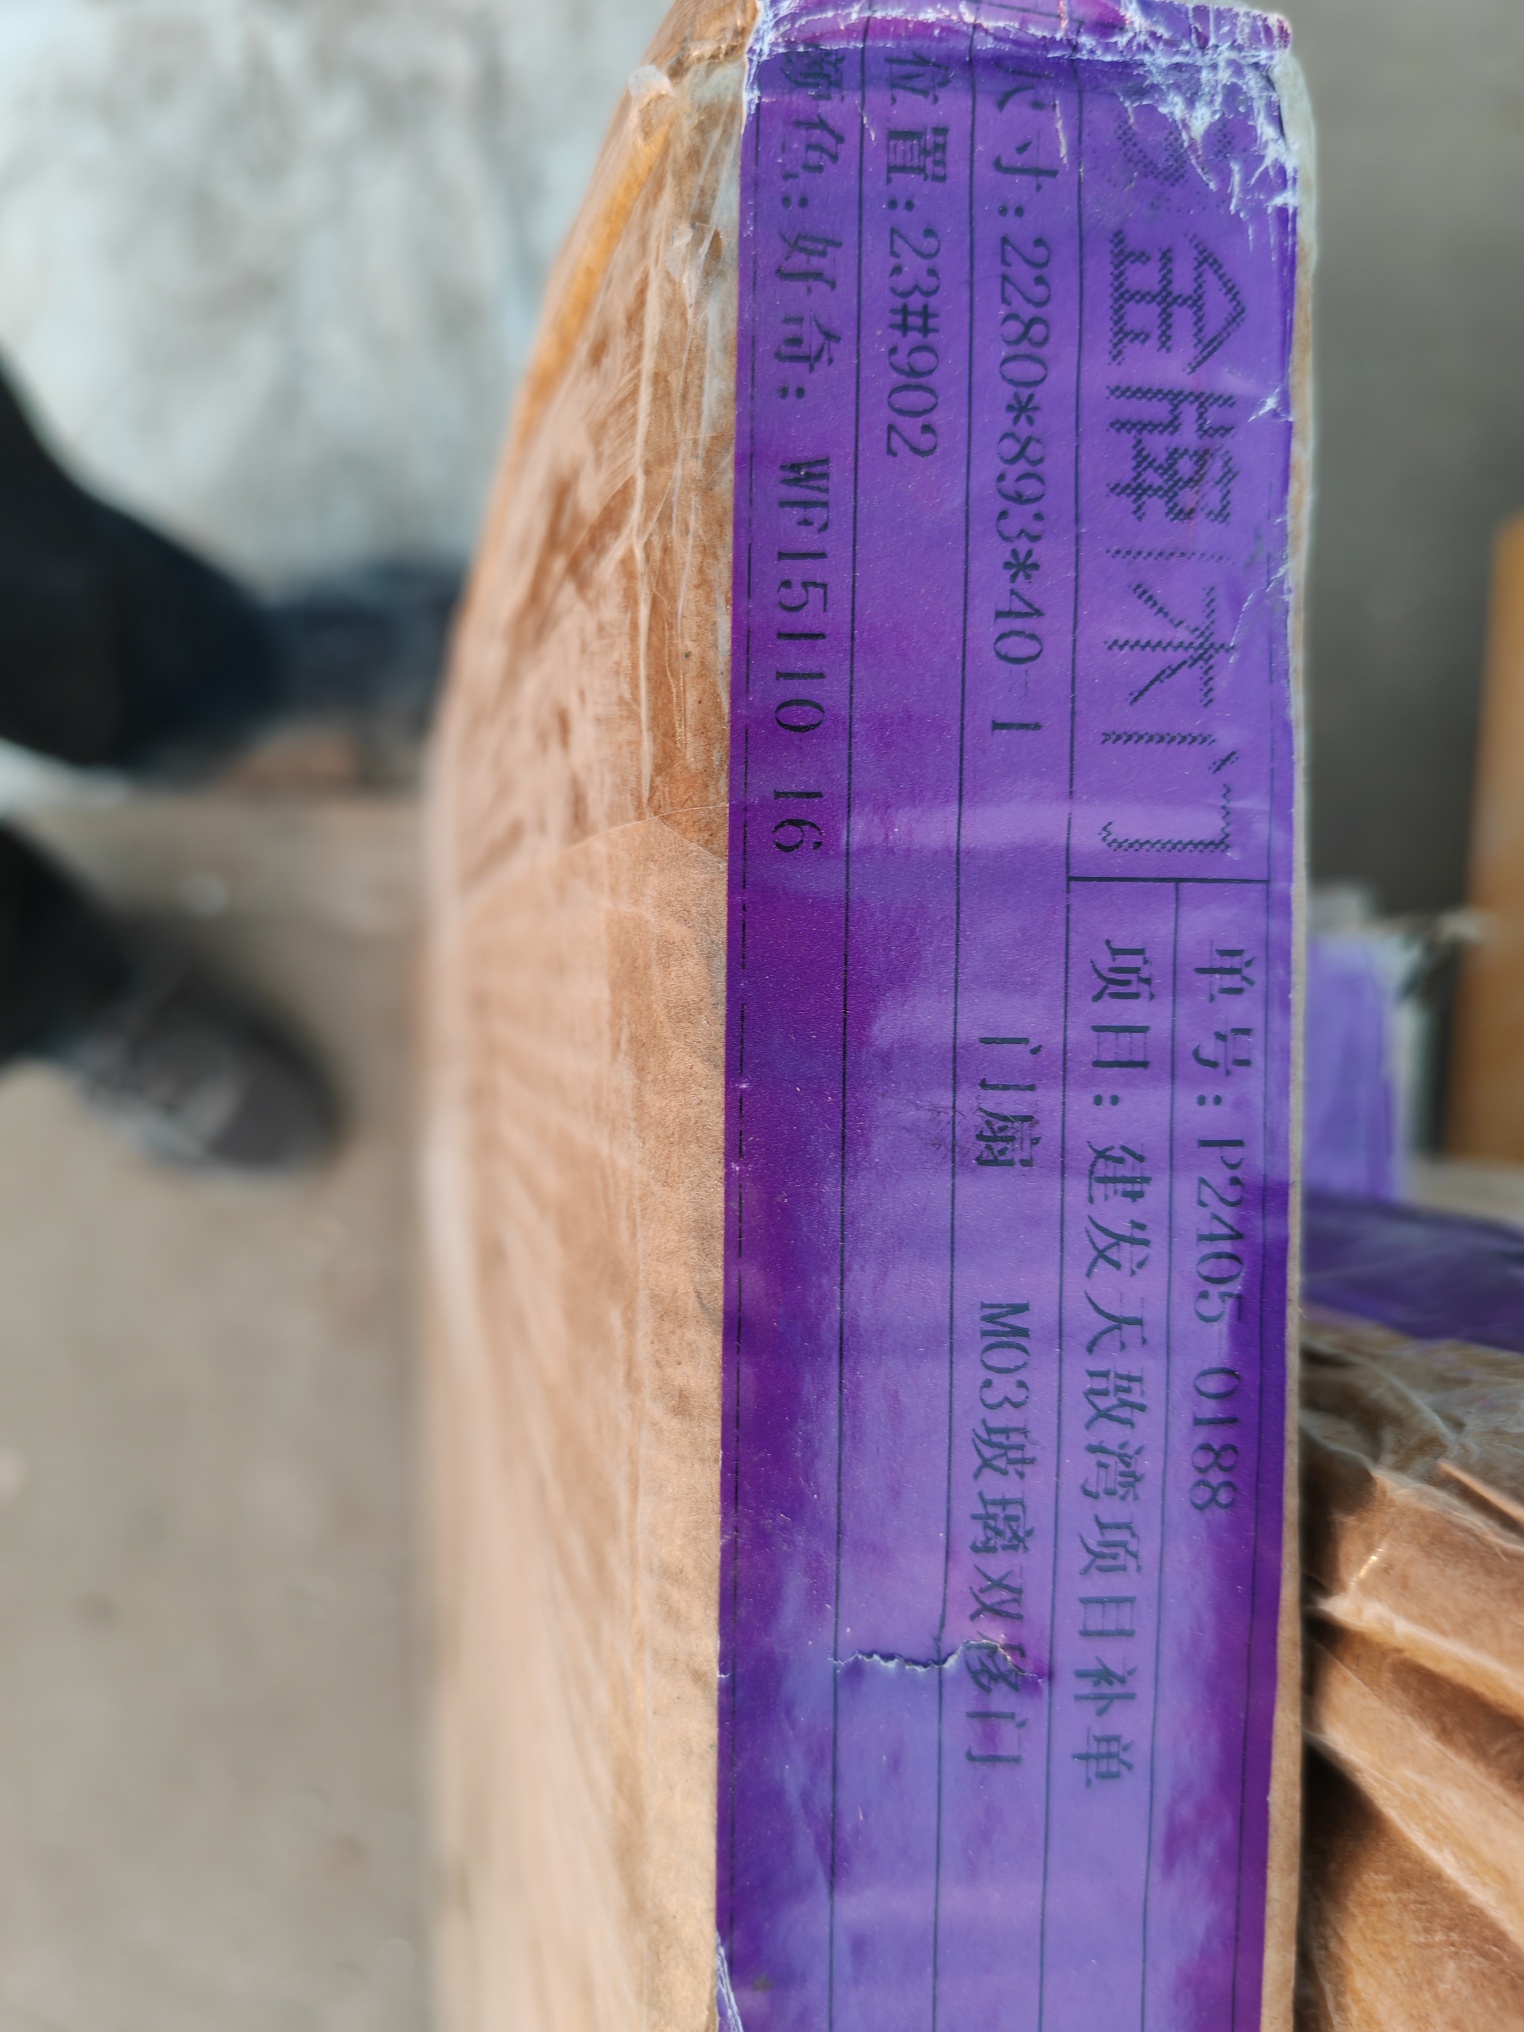 金牌木门
单号:P2405-0188
项目:建发天敔湾项目补单
尺寸:2280*893*40-1 门扇 M03玻璃双移门
位置:23#902
颜色:好奇: WF15110-16